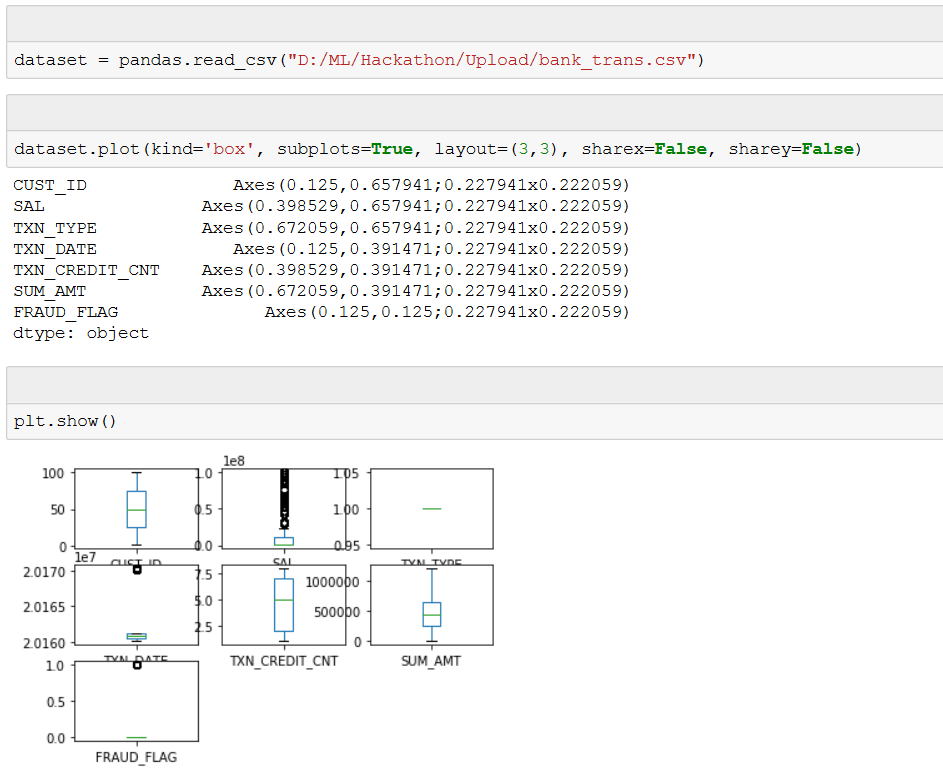 dataset = pandas.read_csv("D:/ML/Hackathon/Upload/bank_trans.csv")
dataset.plot(kind='box', subplots=True, layout=(3,3), sharex=False, sharey=False)
CUST_ID Axes(0.125,0.657941;0.227941x0.222059)
SAL Axes(0.398529,0.657941;0.227941x0.222059)
TXN_TYPE Axes(0.672059,0.657941;0.227941x0.222059)
TXN_DATE Axes(0.125,0.391471;0.227941x0.222059)
TXN_CREDIT_CNT Axes(0.398529,0.391471;0.227941x0.222059)
SUM_AMT Axes(0.672059,0.391471;0.227941x0.222059)
FRAUD_FLAG Axes(0.125,0.125;0.227941x0.222059)
dtype: object
plt.show()
1e8
100 1.0 1.05
50 0.5 1.00
0 0.0 0.95
CUST_ID SAL TXN_TYPE
1e7
2.0170 7.5 1000000
2.0165 5.0 500000
2.0160 2.5 0
TXN_DATE TXN_CREDIT_CNT SUM_AMT
1.0
0.5
0.0
FRAUD_FLAG